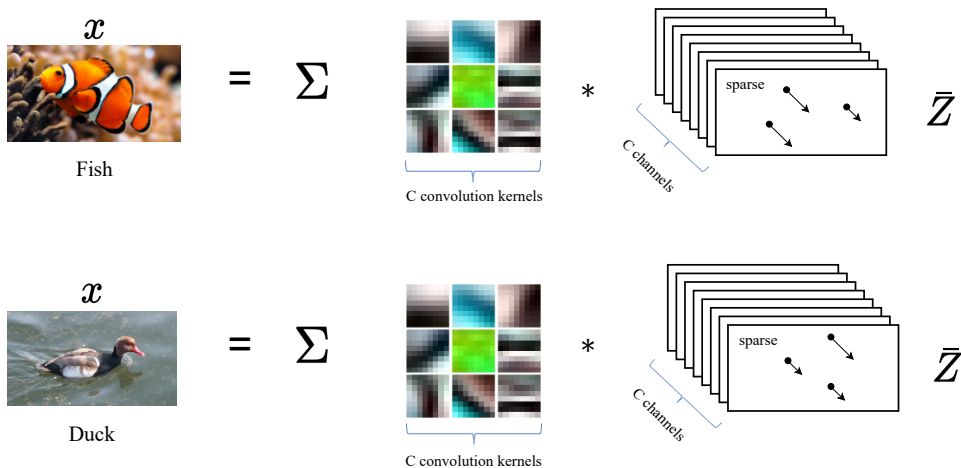 x
= Σ * sparse Z̄
C channels
Fish
C convolution kernels
x
= Σ * sparse Z̄
C channels
Duck
C convolution kernels